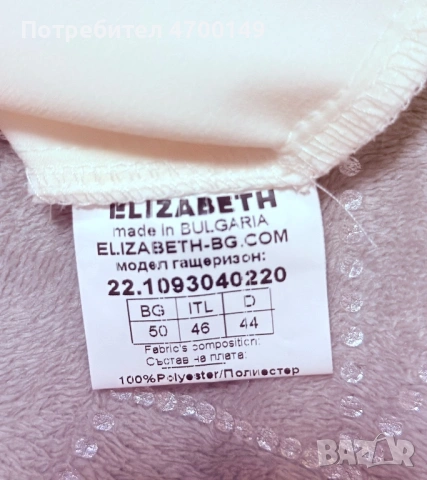 Потребител 4700149
ELIZABETH
made in BULGARIA
ELIZABETH-BG.COM
модел гащеризон:
22.1093040220
BG ITL D
50 46 44
Fabric's composition:
Състав на плата:
100%Polyester/Полиестер
BAZAR